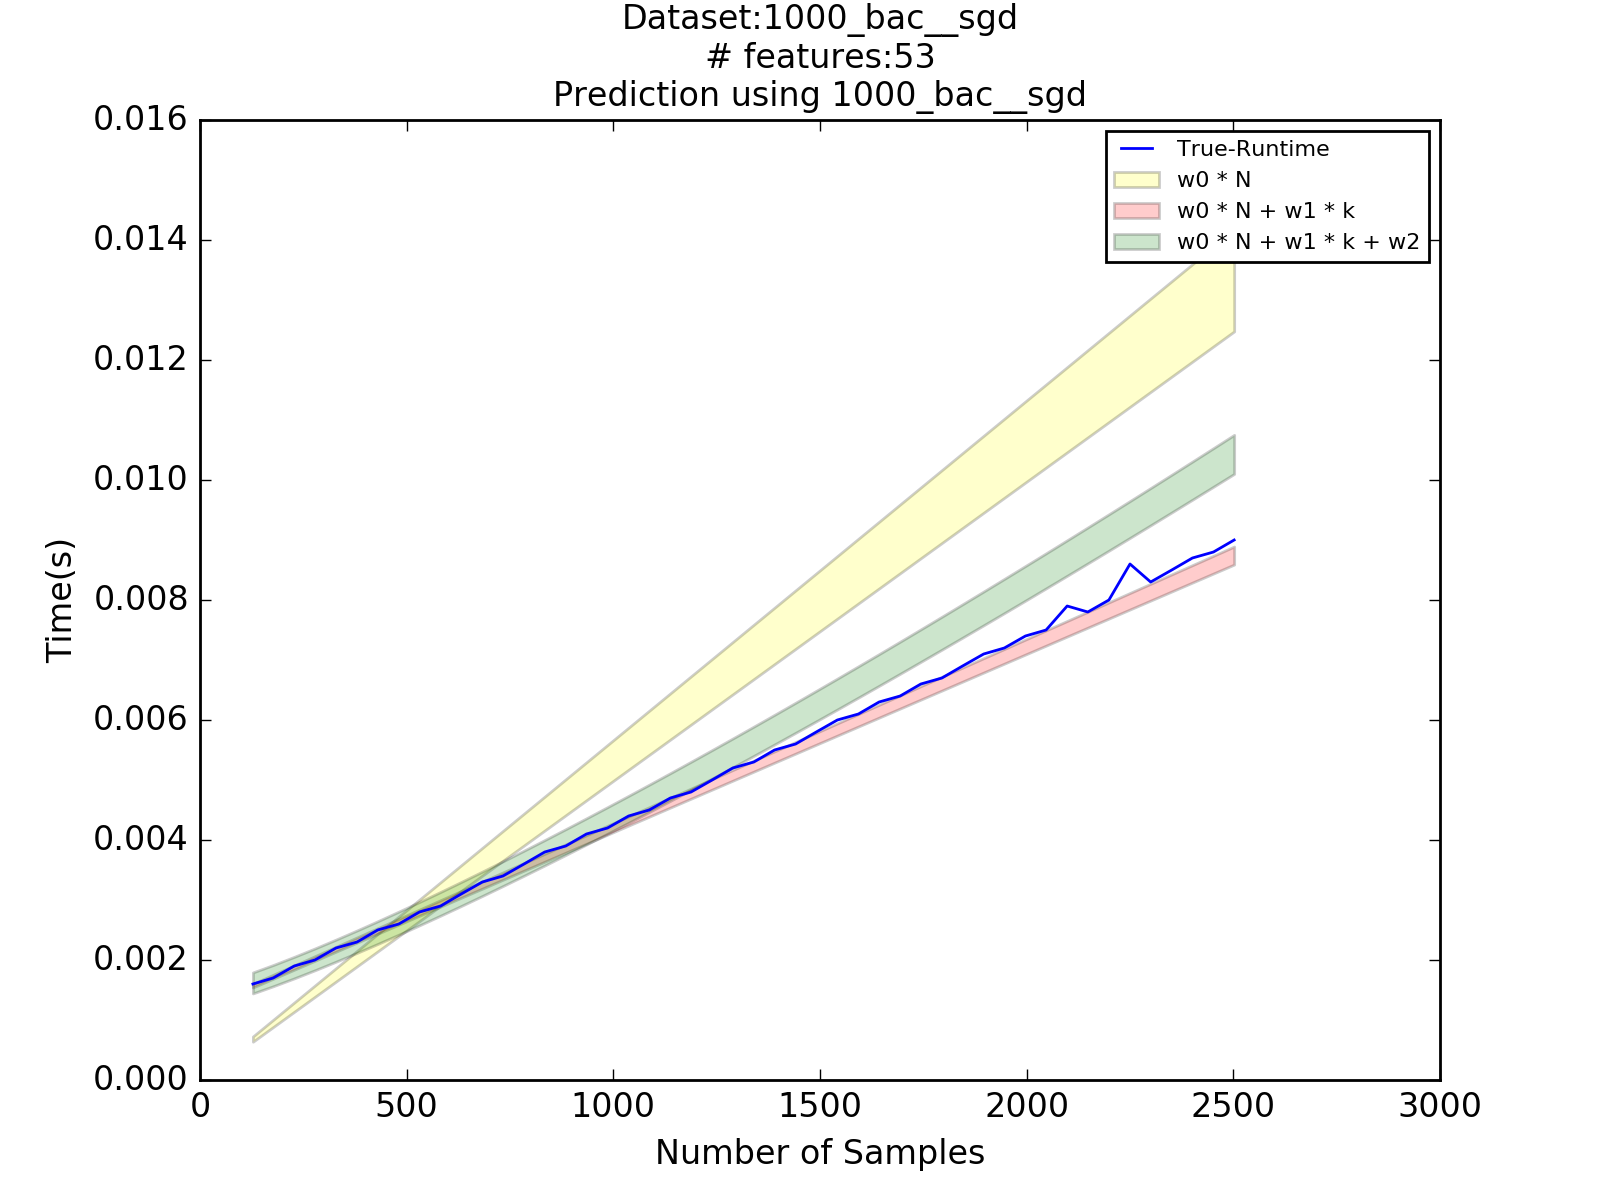 Dataset:1000_bac__sgd
# features:53
Prediction using 1000_bac__sgd
0.016
0.014
0.012
0.010
0.008
0.006
0.004
0.002
0.000
Time(s)
True-Runtime
w0 * N
w0 * N + w1 * k
w0 * N + w1 * k + w2
0 500 1000 1500 2000 2500 3000
Number of Samples